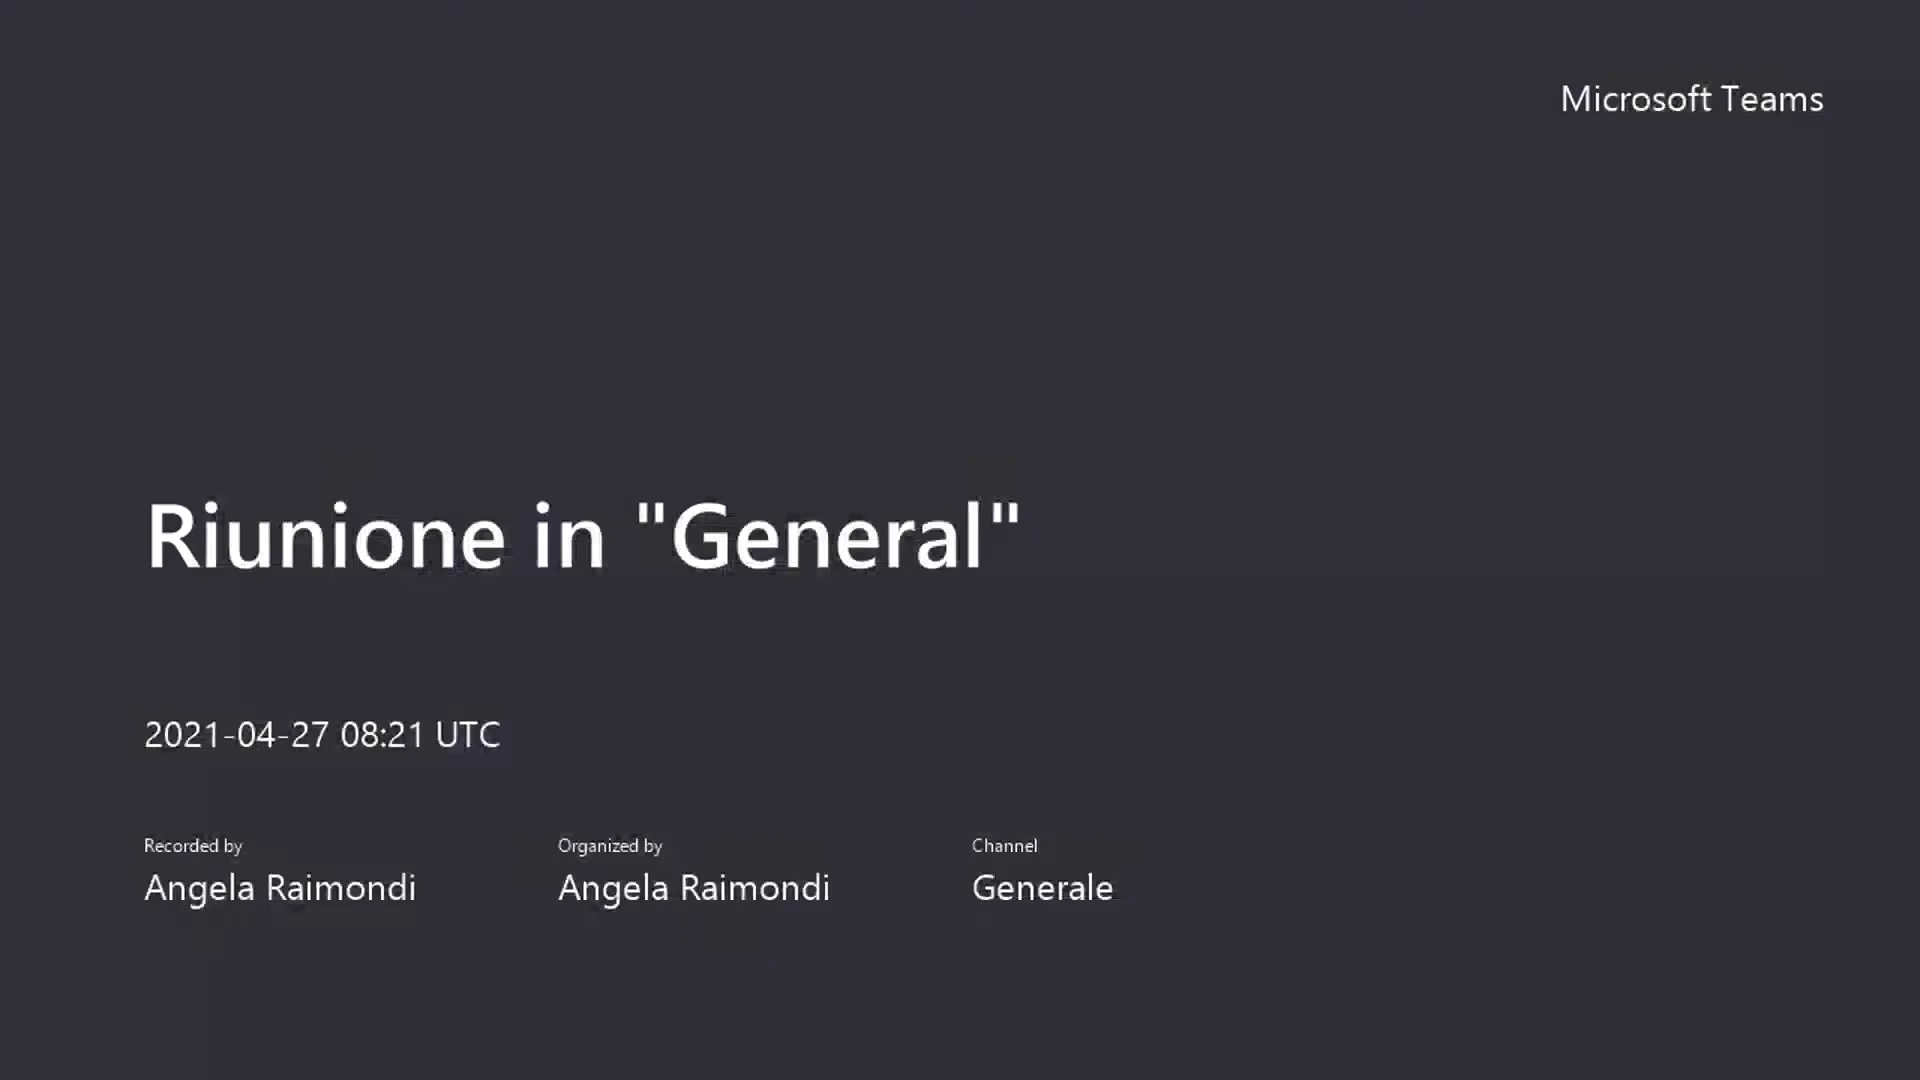 Microsoft Teams
Riunione in "General"
2021-04-27 08:21 UTC
Recorded by
Angela Raimondi
Organized by
Angela Raimondi
Channel
Generale